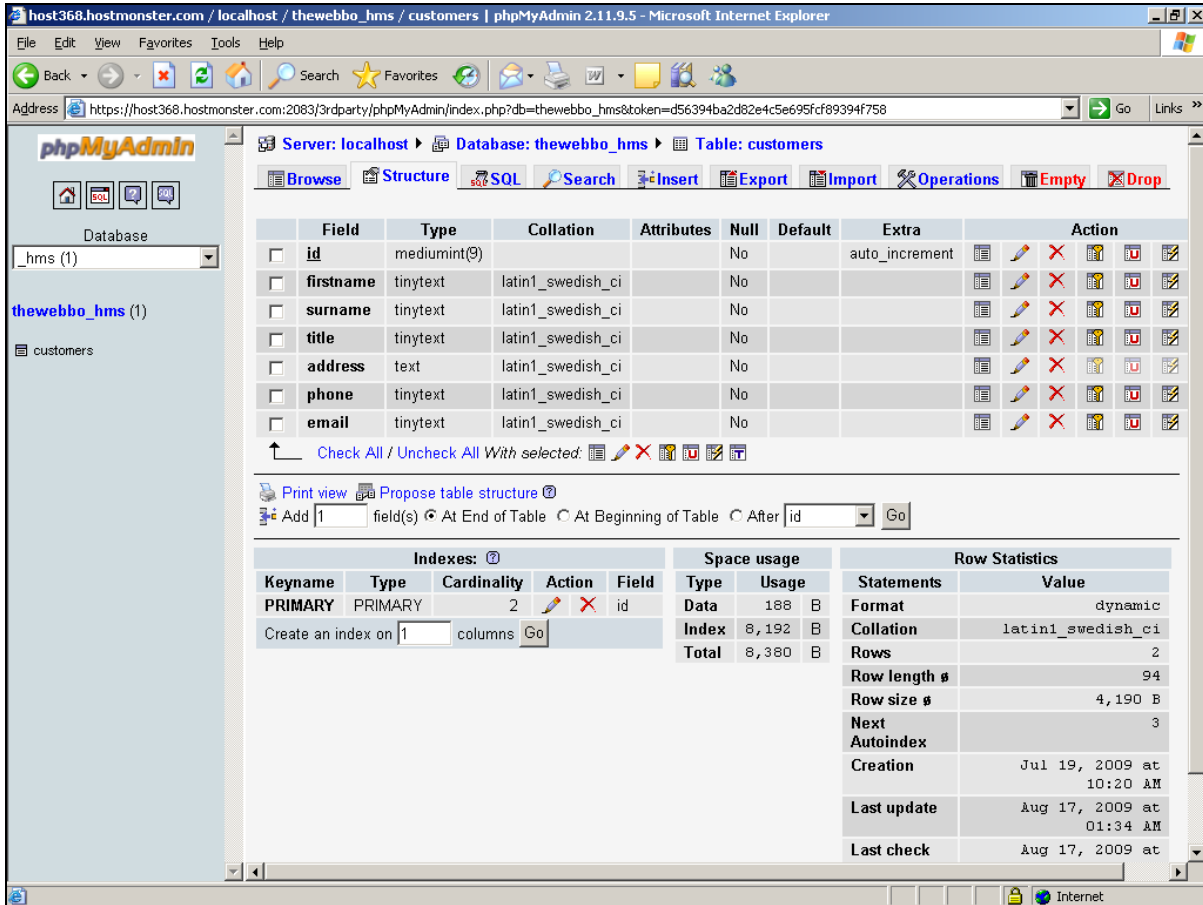 host368.hostmonster.com / localhost / thewebbo_hms / customers | phpMyAdmin 2.11.9.5 - Microsoft Internet Explorer
File Edit View Favorites Tools Help
Back Search Favorites
Address https://host368.hostmonster.com:2083/3rdparty/phpMyAdmin/index.php?db=thewebbo_hms&token=d56394ba2d82e4c5e695fcf89394f758 Go Links »
phpMyAdmin
SQL
Database
_hms (1)
thewebbo_hms (1)
customers
Server: localhost Database: thewebbo_hms Table: customers
Browse Structure SQL Search Insert Export Import Operations Empty Drop
Field Type Collation Attributes Null Default Extra Action
id mediumint(9) No auto_increment
firstname tinytext latin1_swedish_ci No
surname tinytext latin1_swedish_ci No
title tinytext latin1_swedish_ci No
address text latin1_swedish_ci No
phone tinytext latin1_swedish_ci No
email tinytext latin1_swedish_ci No
Check All / Uncheck All With selected:
Print view Propose table structure
Add 1 field(s) At End of Table At Beginning of Table After id Go
Indexes:
Keyname Type Cardinality Action Field
PRIMARY PRIMARY 2 id
Create an index on 1 columns Go
Space usage
Type Usage
Data 188 B
Index 8,192 B
Total 8,380 B
Row Statistics
Statements Value
Format dynamic
Collation latin1_swedish_ci
Rows 2
Row length ø 94
Row size ø 4,190 B
Next Autoindex 3
Creation Jul 19, 2009 at
10:20 AM
Last update Aug 17, 2009 at
01:34 AM
Last check Aug 17, 2009 at
Internet